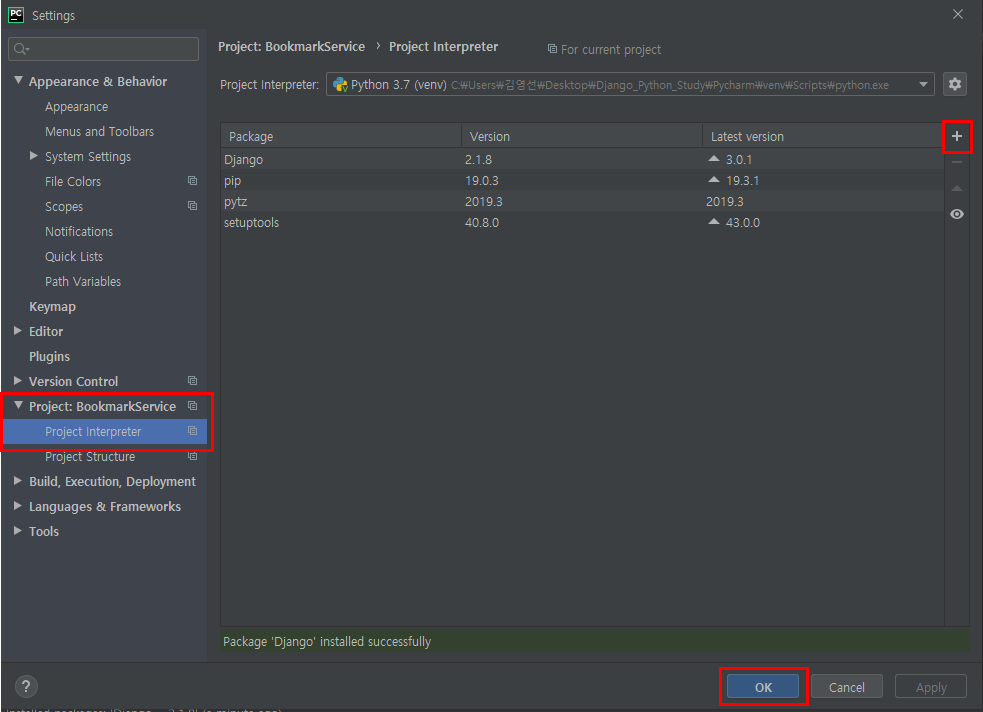 PC Settings
Appearance & Behavior
Appearance
Menus and Toolbars
System Settings
File Colors
Scopes
Notifications
Quick Lists
Path Variables
Keymap
Editor
Plugins
Version Control
Project: BookmarkService
Project Interpreter
Project Structure
Build, Execution, Deployment
Languages & Frameworks
Tools
Project: BookmarkService › Project Interpreter For current project
Project Interpreter: Python 3.7 (venv) C:₩Users₩김영선₩Desktop₩Django_Python_Study₩Pycharm₩venv₩Scripts₩python.exe
Package Version Latest version
Django 2.1.8 3.0.1
pip 19.0.3 19.3.1
pytz 2019.3 2019.3
setuptools 40.8.0 43.0.0
Package 'Django' installed successfully
? OK Cancel Apply